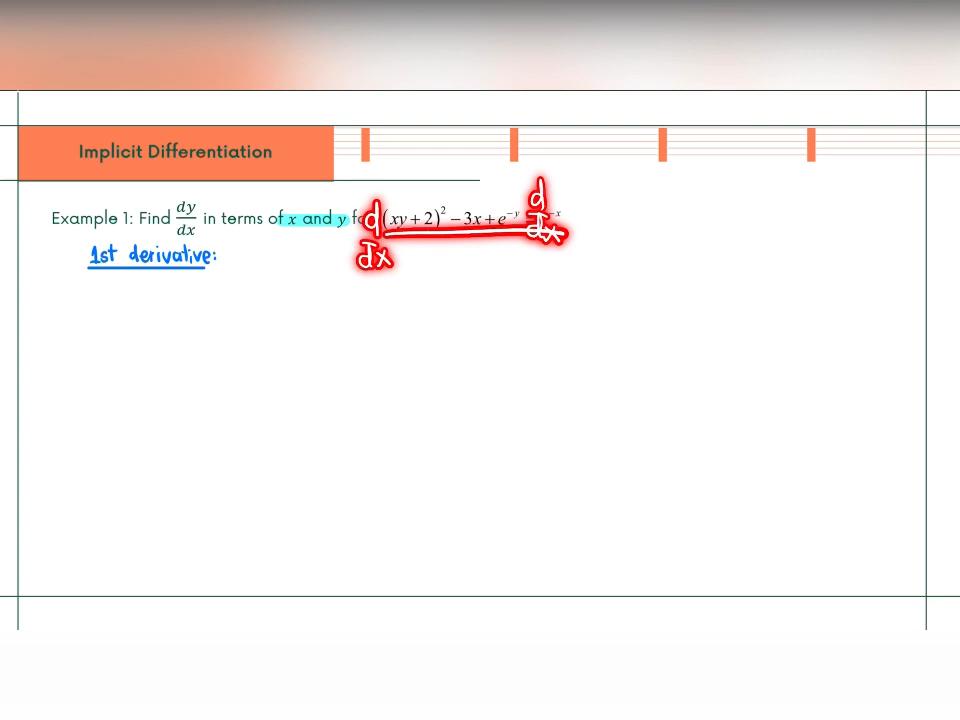 Implicit Differentiation
Example 1: Find dy/dx in terms of x and y (xy + 2)² − 3x + e^−y −x
1st derivative:
d/dx
d/dx